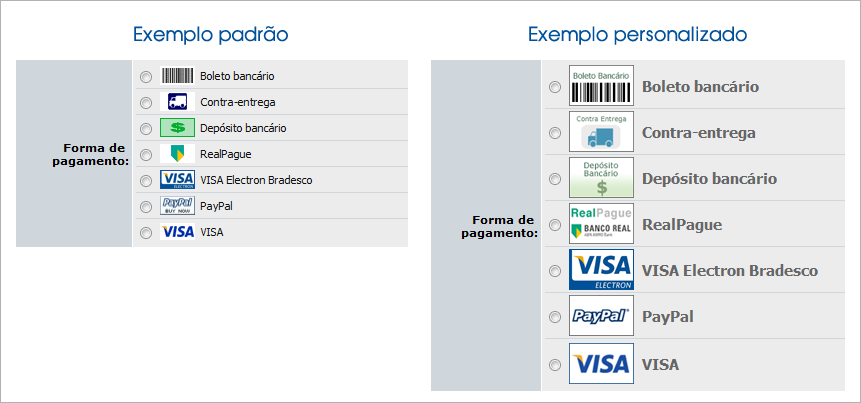 Exemplo padrão
Forma de
pagamento:
Boleto bancário
Contra-entrega
$ Depósito bancário
RealPague
VISA ELECTRON VISA Electron Bradesco
PayPal BUY NOW PayPal
VISA VISA
Exemplo personalizado
Forma de
pagamento:
Boleto Bancário
Boleto bancário
Contra Entrega
Contra-entrega
Depósito
Bancário
$
Depósito bancário
RealPague
BANCO REAL
RealPague
VISA
ELECTRON
VISA Electron Bradesco
PayPal
PayPal
VISA
VISA